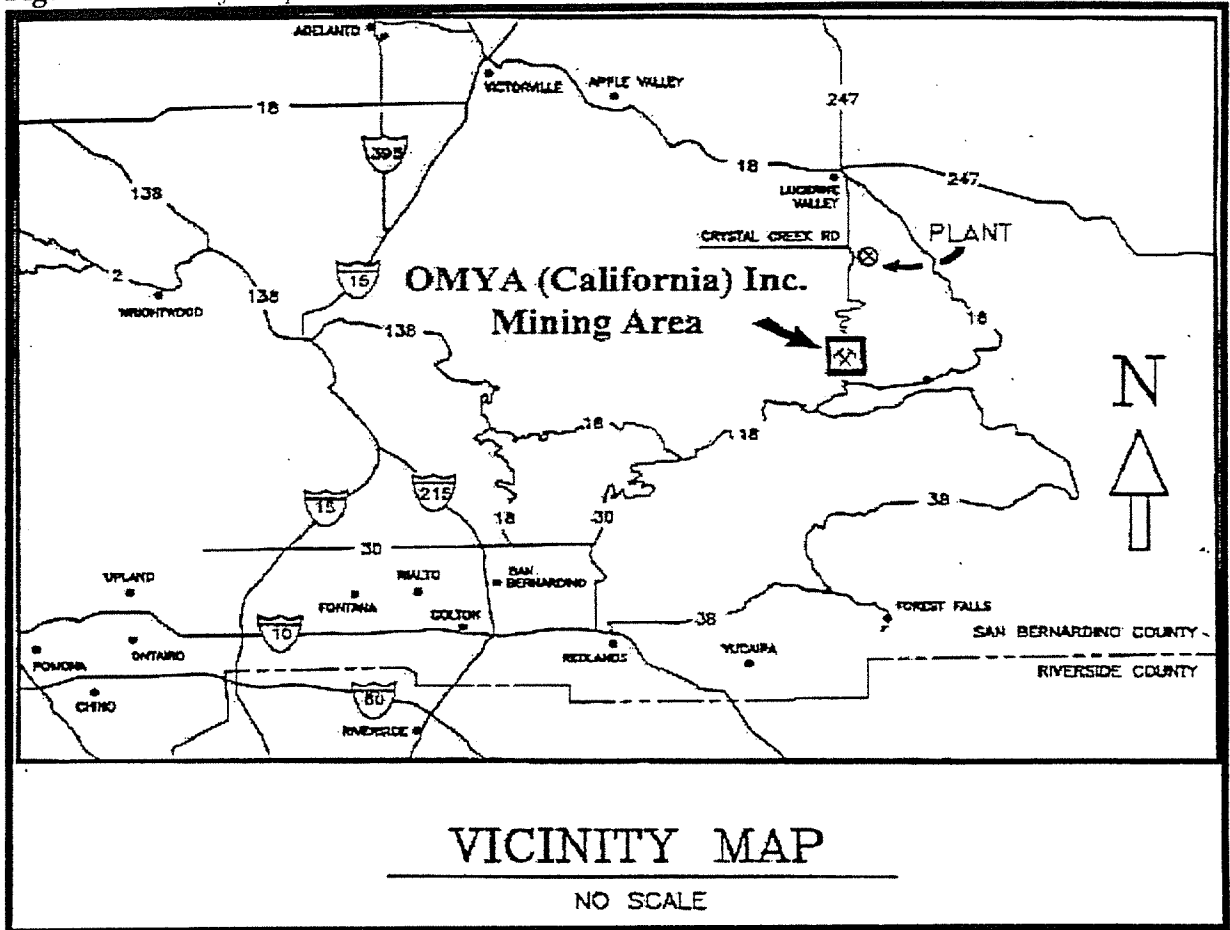 ADELANTO
VICTORVILLE
APPLE VALLEY
18
247
395
18
138
LUCERNE
VALLEY
247
CRYSTAL CREEK RD
PLANT
2
15
OMYA (California) Inc.
Mining Area
WRIGHTWOOD
138
138
18
N
18
18
15
215
18
30
38
30
UPLAND
RIALTO
SAN
BERNARDINO
FONTANA
COLTON
38
FOREST FALLS
10
SAN BERNARDINO COUNTY
POMONA
ONTARIO
REDLANDS
YUCAIPA
RIVERSIDE COUNTY
CHINO
60
RIVERSIDE
VICINITY MAP
NO SCALE